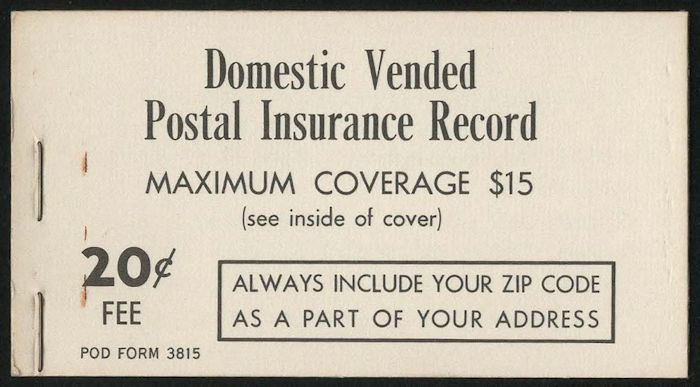 Domestic Vended
Postal Insurance Record
MAXIMUM COVERAGE $15
(see inside of cover)
20¢
FEE
ALWAYS INCLUDE YOUR ZIP CODE
AS A PART OF YOUR ADDRESS
POD FORM 3815